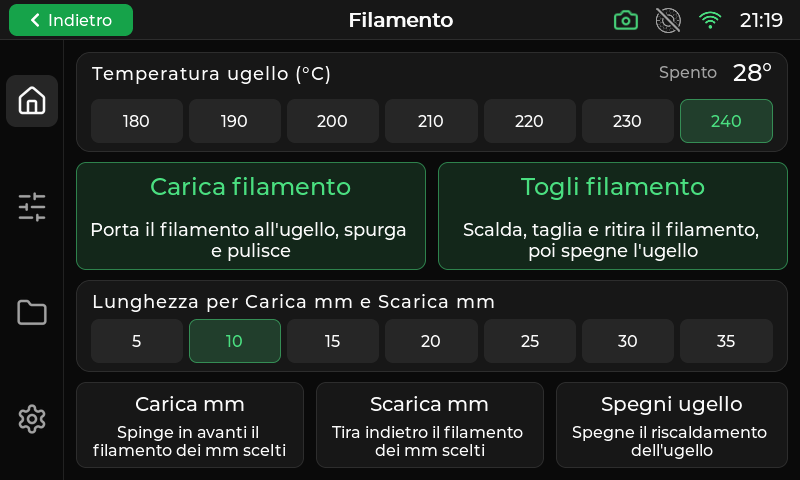 Indietro
Filamento
21:19
Temperatura ugello (°C)
Spento 28°
180 190 200 210 220 230 240
Carica filamento
Porta il filamento all'ugello, spurga
e pulisce
Togli filamento
Scalda, taglia e ritira il filamento,
poi spegne l'ugello
Lunghezza per Carica mm e Scarica mm
5 10 15 20 25 30 35
Carica mm
Spinge in avanti il
filamento dei mm scelti
Scarica mm
Tira indietro il filamento
dei mm scelti
Spegni ugello
Spegne il riscaldamento
dell'ugello